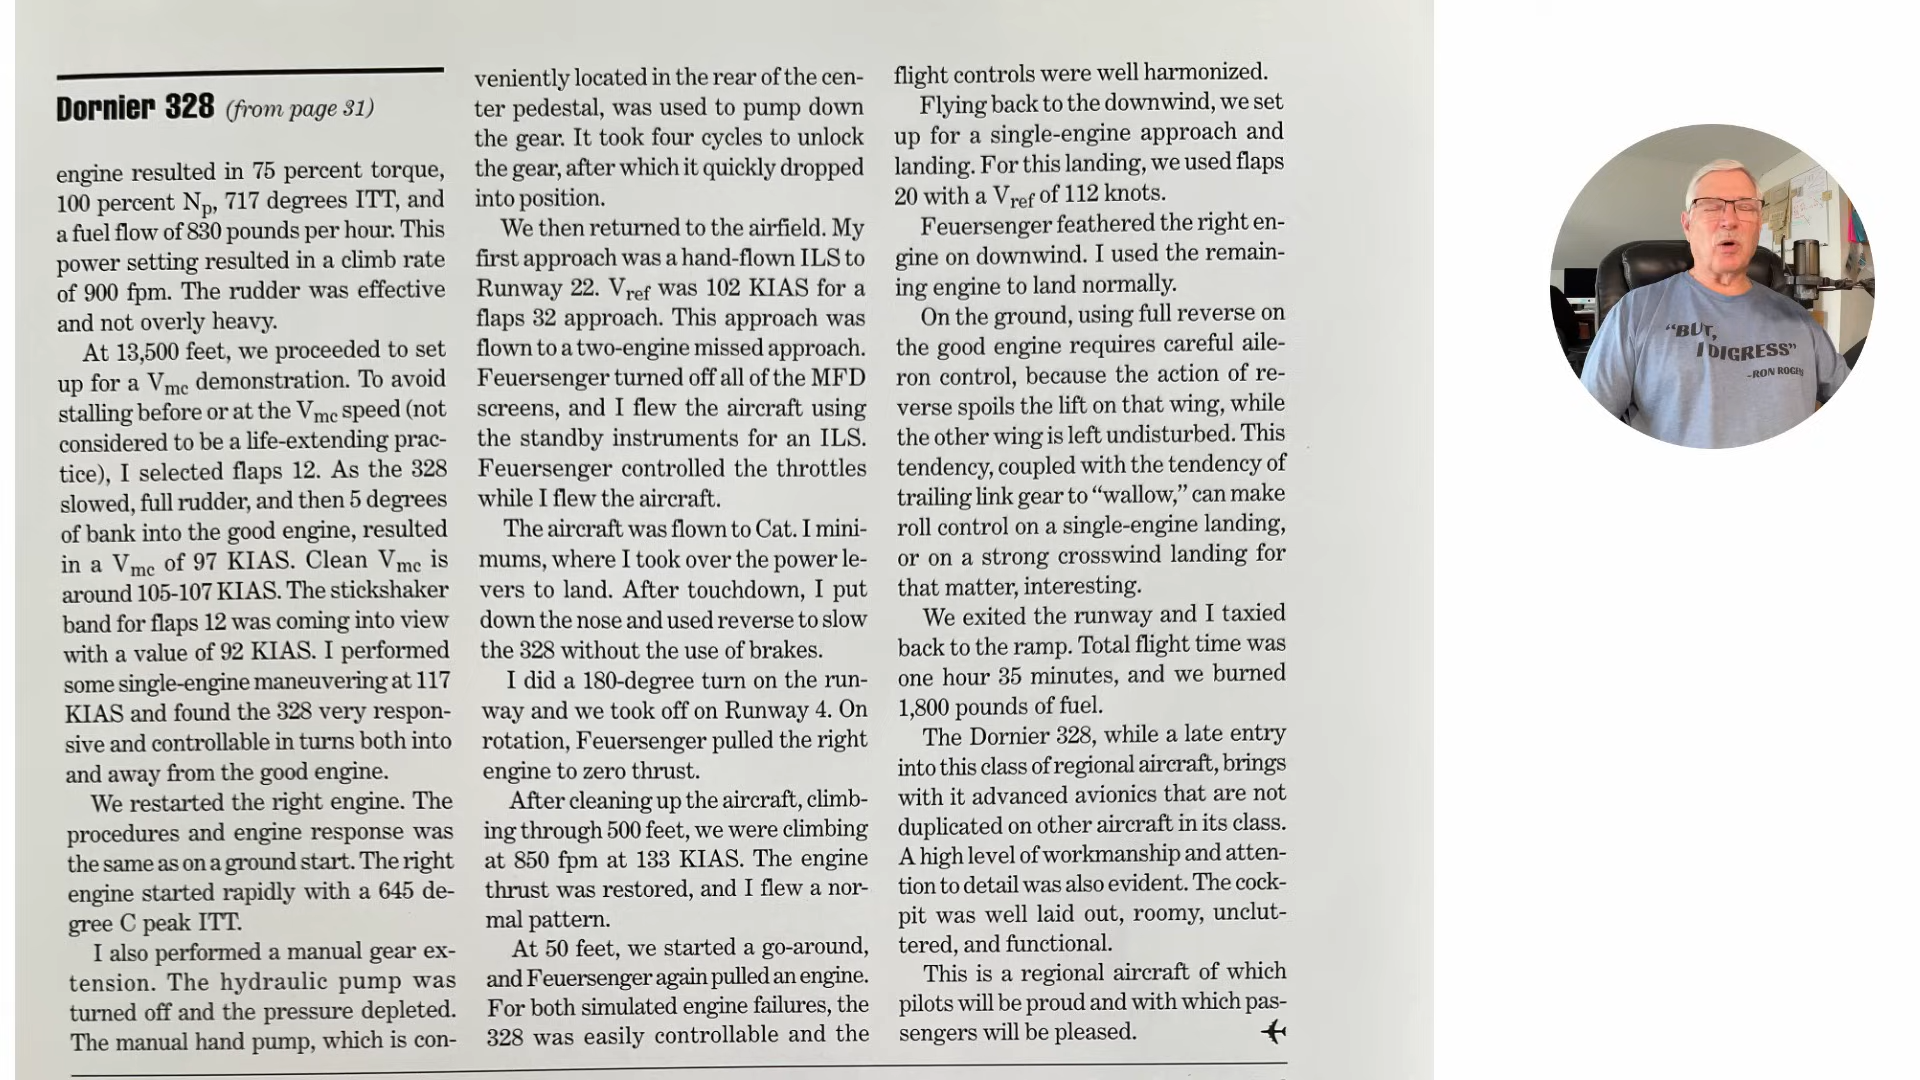 Dornier 328 (from page 31)
engine resulted in 75 percent torque,
100 percent Np, 717 degrees ITT, and
a fuel flow of 830 pounds per hour. This
power setting resulted in a climb rate
of 900 fpm. The rudder was effective
and not overly heavy.
At 13,500 feet, we proceeded to set
up for a Vmc demonstration. To avoid
stalling before or at the Vmc speed (not
considered to be a life-extending prac-
tice), I selected flaps 12. As the 328
slowed, full rudder, and then 5 degrees
of bank into the good engine, resulted
in a Vmc of 97 KIAS. Clean Vmc is
around 105-107 KIAS. The stickshaker
band for flaps 12 was coming into view
with a value of 92 KIAS. I performed
some single-engine maneuvering at 117
KIAS and found the 328 very respon-
sive and controllable in turns both into
and away from the good engine.
We restarted the right engine. The
procedures and engine response was
the same as on a ground start. The right
engine started rapidly with a 645 de-
gree C peak ITT.
I also performed a manual gear ex-
tension. The hydraulic pump was
turned off and the pressure depleted.
The manual hand pump, which is con-
veniently located in the rear of the cen-
ter pedestal, was used to pump down
the gear. It took four cycles to unlock
the gear, after which it quickly dropped
into position.
We then returned to the airfield. My
first approach was a hand-flown ILS to
Runway 22. Vref was 102 KIAS for a
flaps 32 approach. This approach was
flown to a two-engine missed approach.
Feuersenger turned off all of the MFD
screens, and I flew the aircraft using
the standby instruments for an ILS.
Feuersenger controlled the throttles
while I flew the aircraft.
The aircraft was flown to Cat. I mini-
mums, where I took over the power le-
vers to land. After touchdown, I put
down the nose and used reverse to slow
the 328 without the use of brakes.
I did a 180-degree turn on the run-
way and we took off on Runway 4. On
rotation, Feuersenger pulled the right
engine to zero thrust.
After cleaning up the aircraft, climb-
ing through 500 feet, we were climbing
at 850 fpm at 133 KIAS. The engine
thrust was restored, and I flew a nor-
mal pattern.
At 50 feet, we started a go-around,
and Feuersenger again pulled an engine.
For both simulated engine failures, the
328 was easily controllable and the
flight controls were well harmonized.
Flying back to the downwind, we set
up for a single-engine approach and
landing. For this landing, we used flaps
20 with a Vref of 112 knots.
Feuersenger feathered the right en-
gine on downwind. I used the remain-
ing engine to land normally.
On the ground, using full reverse on
the good engine requires careful aile-
ron control, because the action of re-
verse spoils the lift on that wing, while
the other wing is left undisturbed. This
tendency, coupled with the tendency of
trailing link gear to “wallow,” can make
roll control on a single-engine landing,
or on a strong crosswind landing for
that matter, interesting.
We exited the runway and I taxied
back to the ramp. Total flight time was
one hour 35 minutes, and we burned
1,800 pounds of fuel.
The Dornier 328, while a late entry
into this class of regional aircraft, brings
with it advanced avionics that are not
duplicated on other aircraft in its class.
A high level of workmanship and atten-
tion to detail was also evident. The cock-
pit was well laid out, roomy, unclut-
tered, and functional.
This is a regional aircraft of which
pilots will be proud and with which pas-
sengers will be pleased.
“BUT,
I DIGRESS”
-RON ROGERS